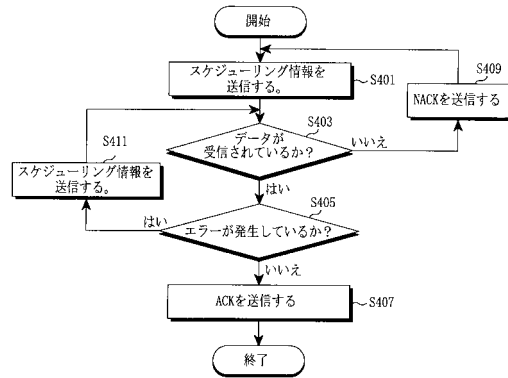 開始
スケジューリング情報を
送信する。
S401
S409
NACKを送信する
データが
受信されているか？
S403
いいえ
はい
S411
スケジューリング情報を
送信する。
はい
エラーが発生しているか？
S405
いいえ
ACKを送信する
S407
終了